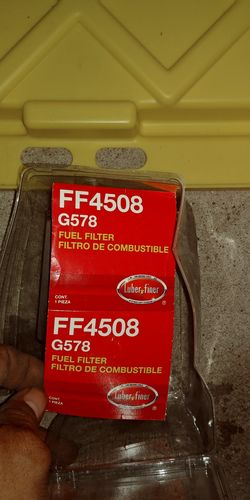 FF4508
G578
FUEL FILTER
FILTRO DE COMBUSTIBLE
CONT.
1 PIEZA
Luber-finer
®
FF4508
G578
FUEL FILTER
FILTRO DE COMBUSTIBLE
CONT.
1 PIEZA
Luber-finer
®